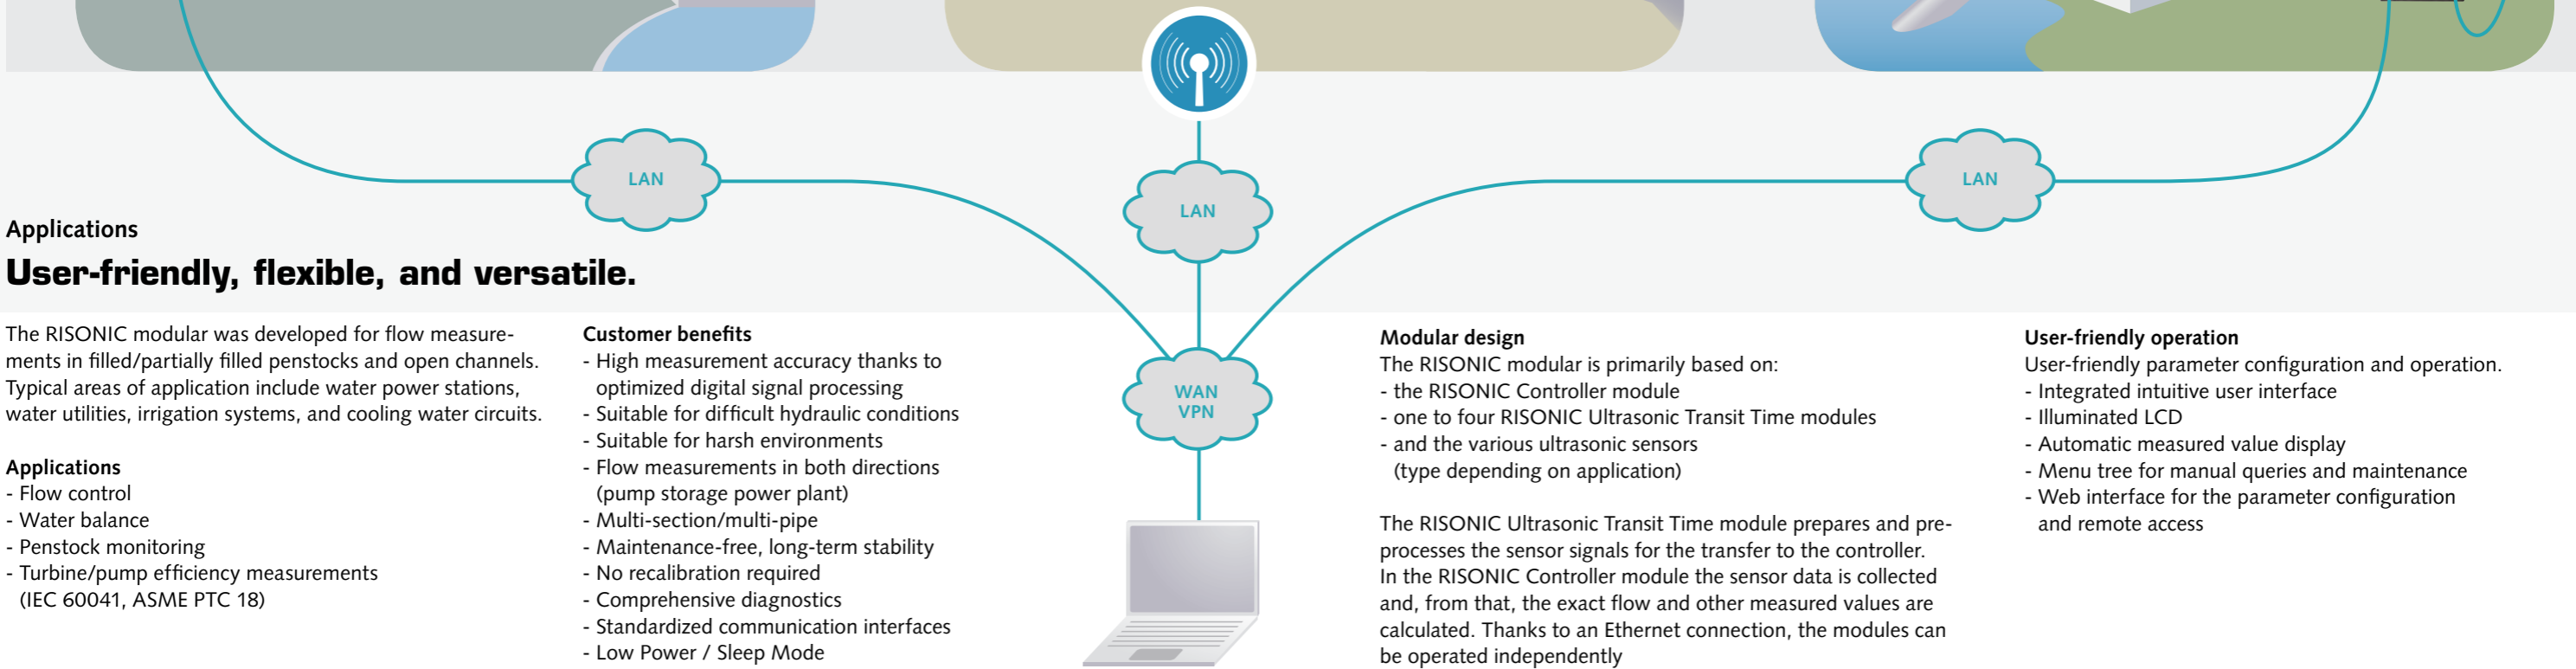 LAN
LAN
LAN
Applications
User-friendly, flexible, and versatile.
The RISONIC modular was developed for flow measure-
ments in filled/partially filled penstocks and open channels.
Typical areas of application include water power stations,
water utilities, irrigation systems, and cooling water circuits.
Applications
- Flow control
- Water balance
- Penstock monitoring
- Turbine/pump efficiency measurements
(IEC 60041, ASME PTC 18)
Customer benefits
- High measurement accuracy thanks to
optimized digital signal processing
- Suitable for difficult hydraulic conditions
- Suitable for harsh environments
- Flow measurements in both directions
(pump storage power plant)
- Multi-section/multi-pipe
- Maintenance-free, long-term stability
- No recalibration required
- Comprehensive diagnostics
- Standardized communication interfaces
- Low Power / Sleep Mode
WAN
VPN
Modular design
The RISONIC modular is primarily based on:
- the RISONIC Controller module
- one to four RISONIC Ultrasonic Transit Time modules
- and the various ultrasonic sensors
(type depending on application)
The RISONIC Ultrasonic Transit Time module prepares and pre-
processes the sensor signals for the transfer to the controller.
In the RISONIC Controller module the sensor data is collected
and, from that, the exact flow and other measured values are
calculated. Thanks to an Ethernet connection, the modules can
be operated independently
User-friendly operation
User-friendly parameter configuration and operation.
- Integrated intuitive user interface
- Illuminated LCD
- Automatic measured value display
- Menu tree for manual queries and maintenance
- Web interface for the parameter configuration
and remote access